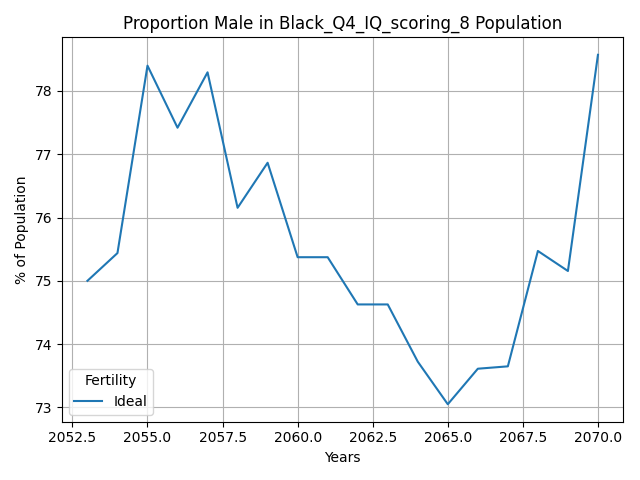 Proportion Male in Black_Q4_IQ_scoring_8 Population
78
77
76
75
74
73
% of Population
Fertility
Ideal
2052.5 2055.0 2057.5 2060.0 2062.5 2065.0 2067.5 2070.0
Years